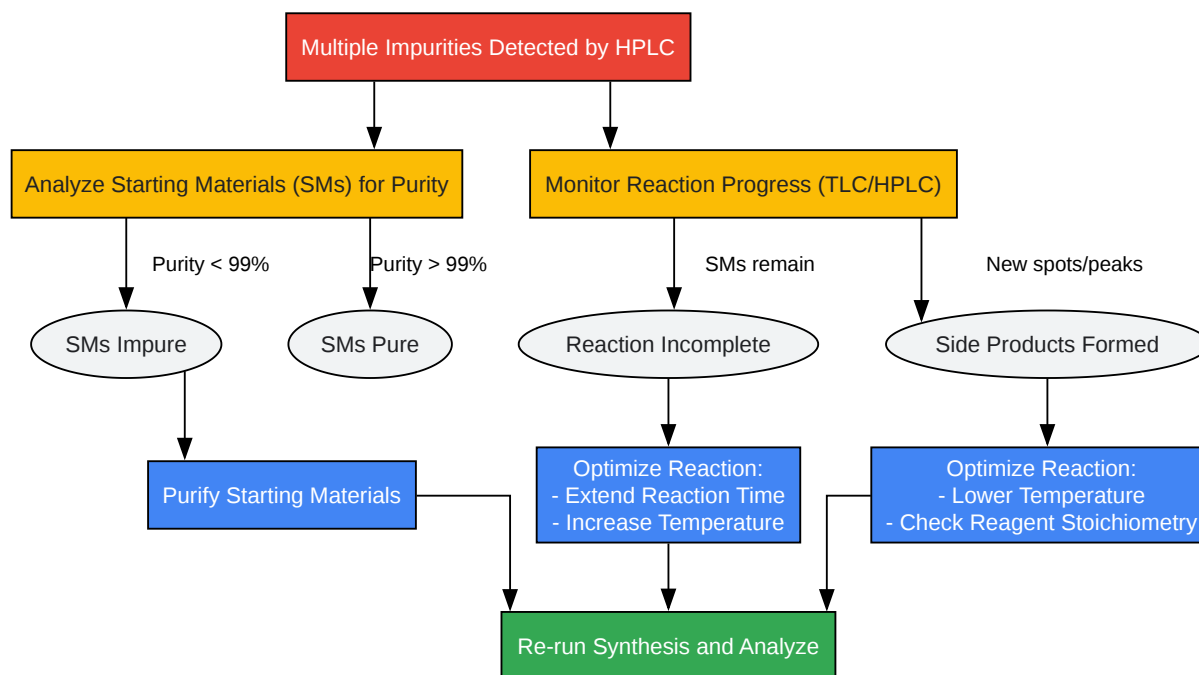 Multiple Impurities Detected by HPLC
Analyze Starting Materials (SMs) for Purity
Monitor Reaction Progress (TLC/HPLC)
Purity < 99%
Purity > 99%
SMs remain
New spots/peaks
SMs Impure
SMs Pure
Reaction Incomplete
Side Products Formed
Purify Starting Materials
Optimize Reaction:
- Extend Reaction Time
- Increase Temperature
Optimize Reaction:
- Lower Temperature
- Check Reagent Stoichiometry
Re-run Synthesis and Analyze